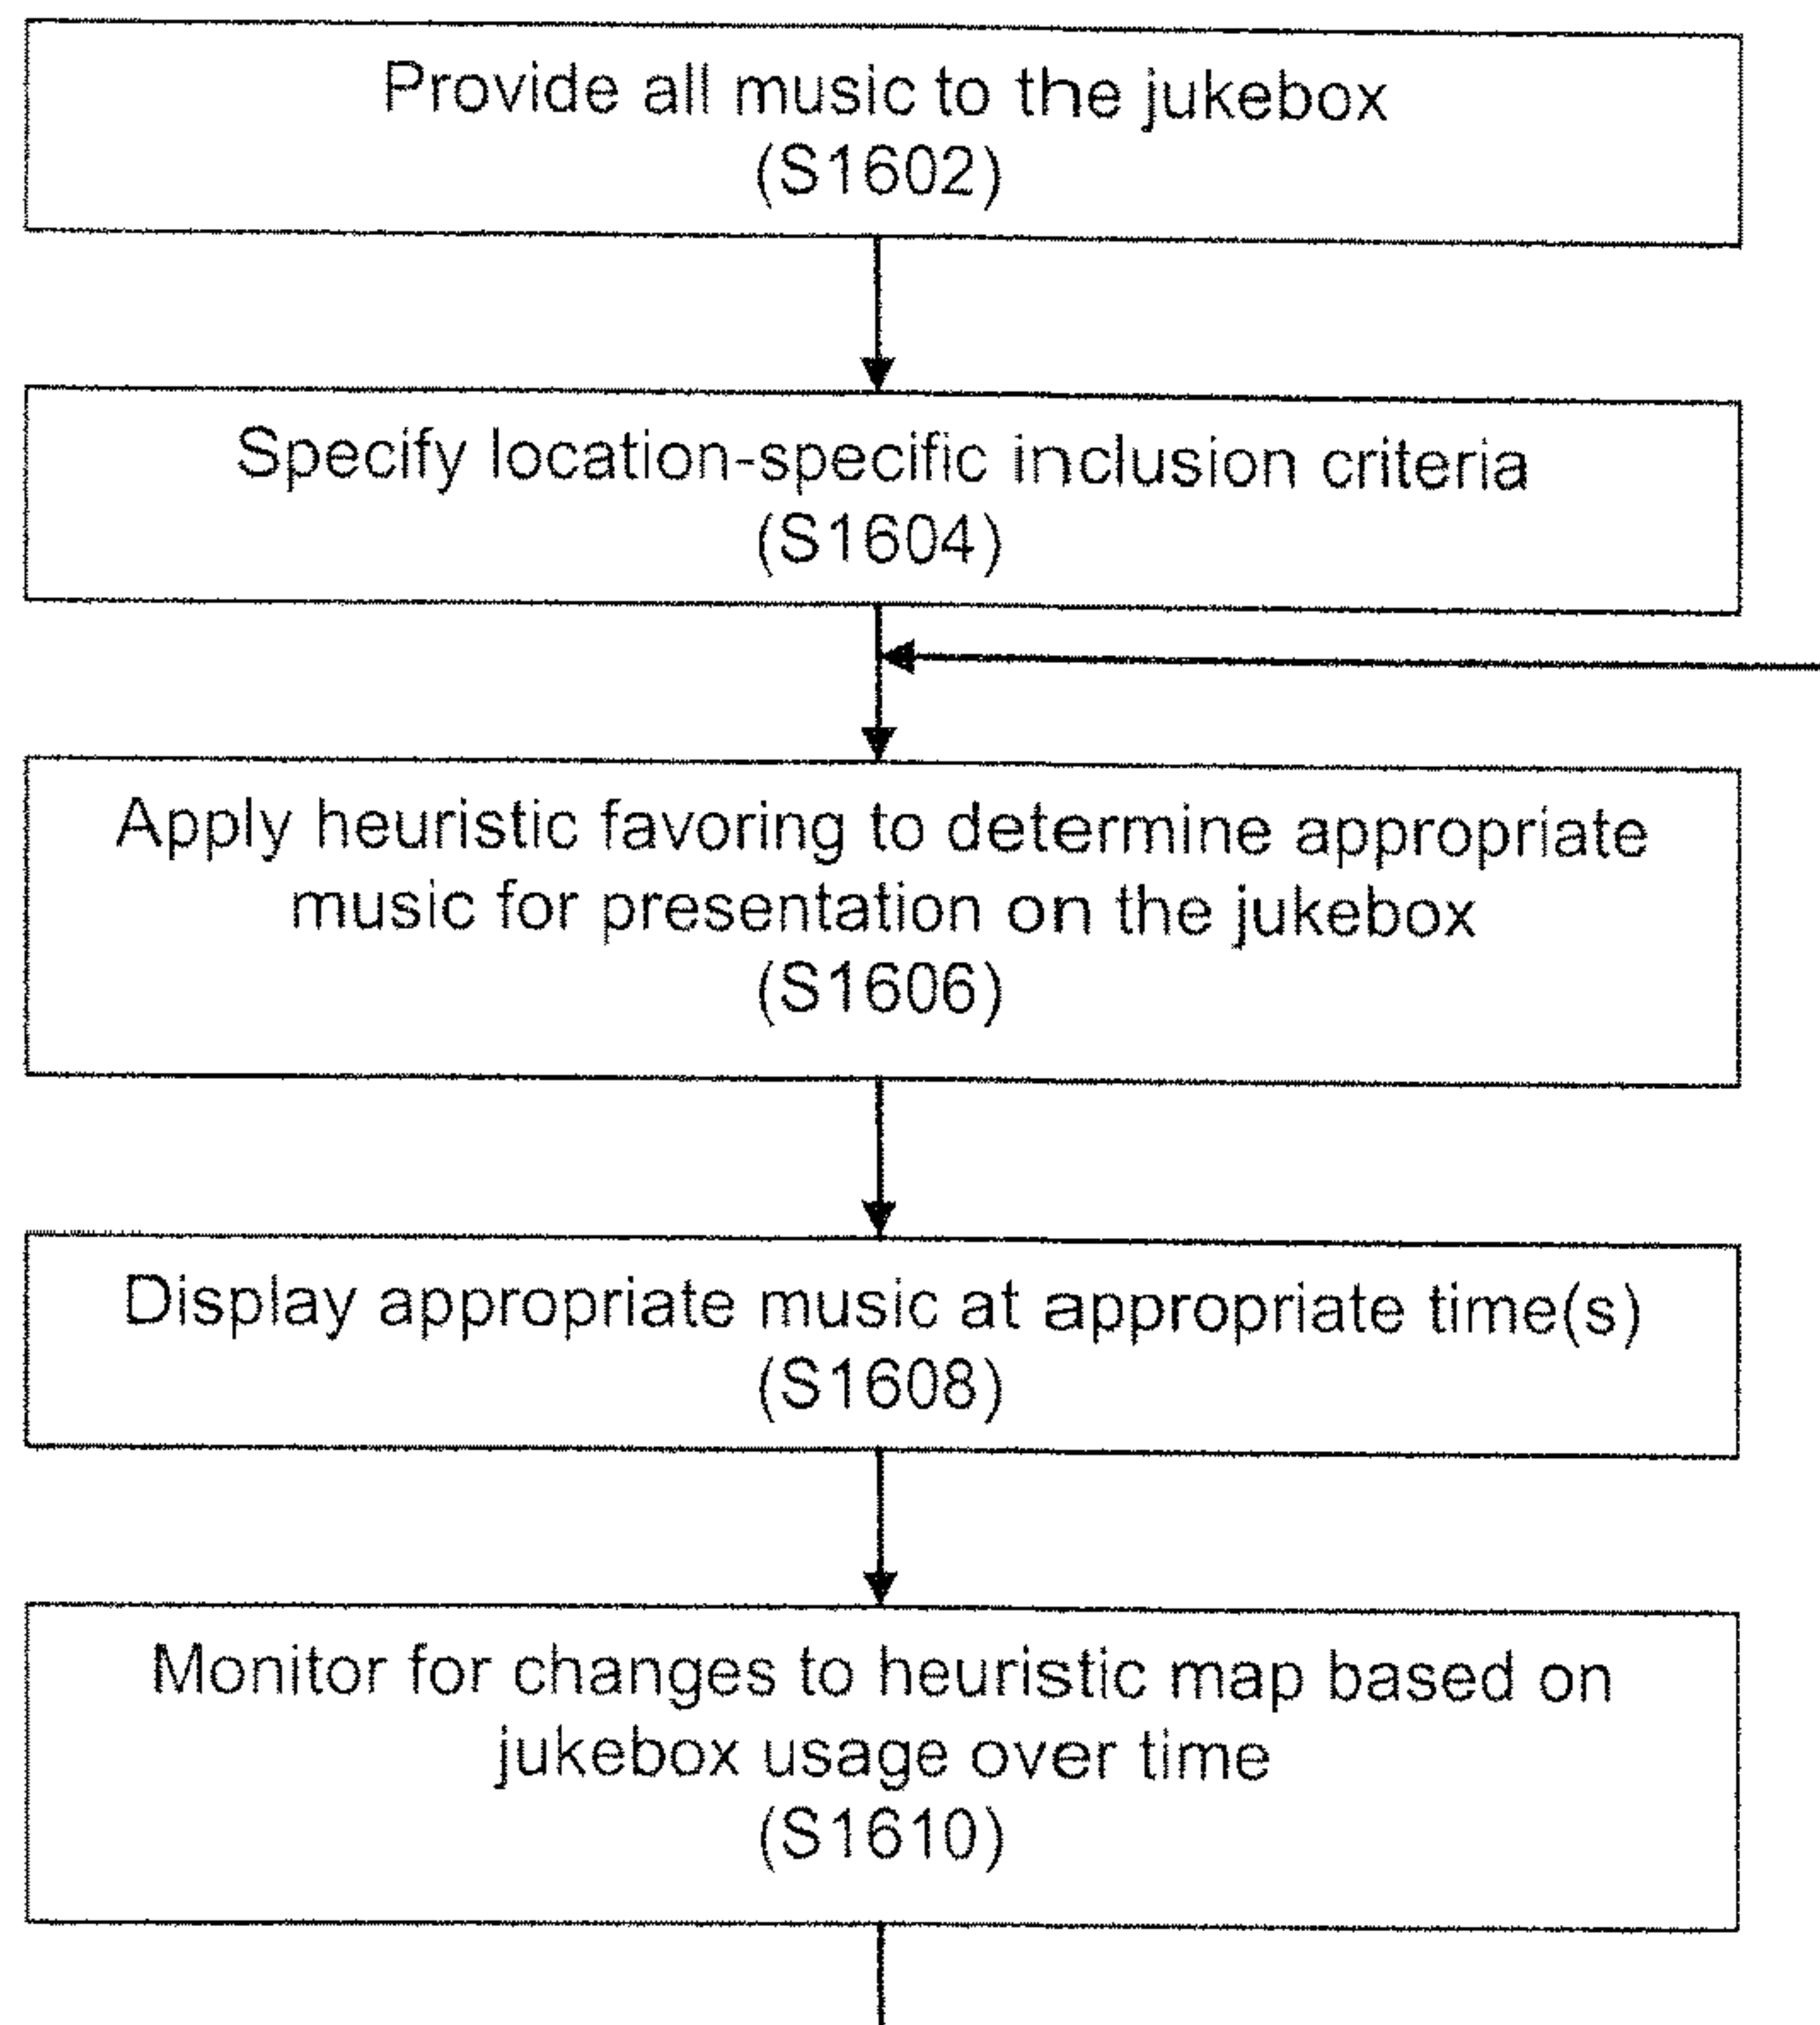 Provide all music to the jukebox
(S1602)
Specify location-specific inclusion criteria
(S1604)
Apply heuristic favoring to determine appropriate
music for presentation on the jukebox
(S1606)
Display appropriate music at appropriate time(s)
(S1608)
Monitor for changes to heuristic map based on
jukebox usage over time
(S1610)